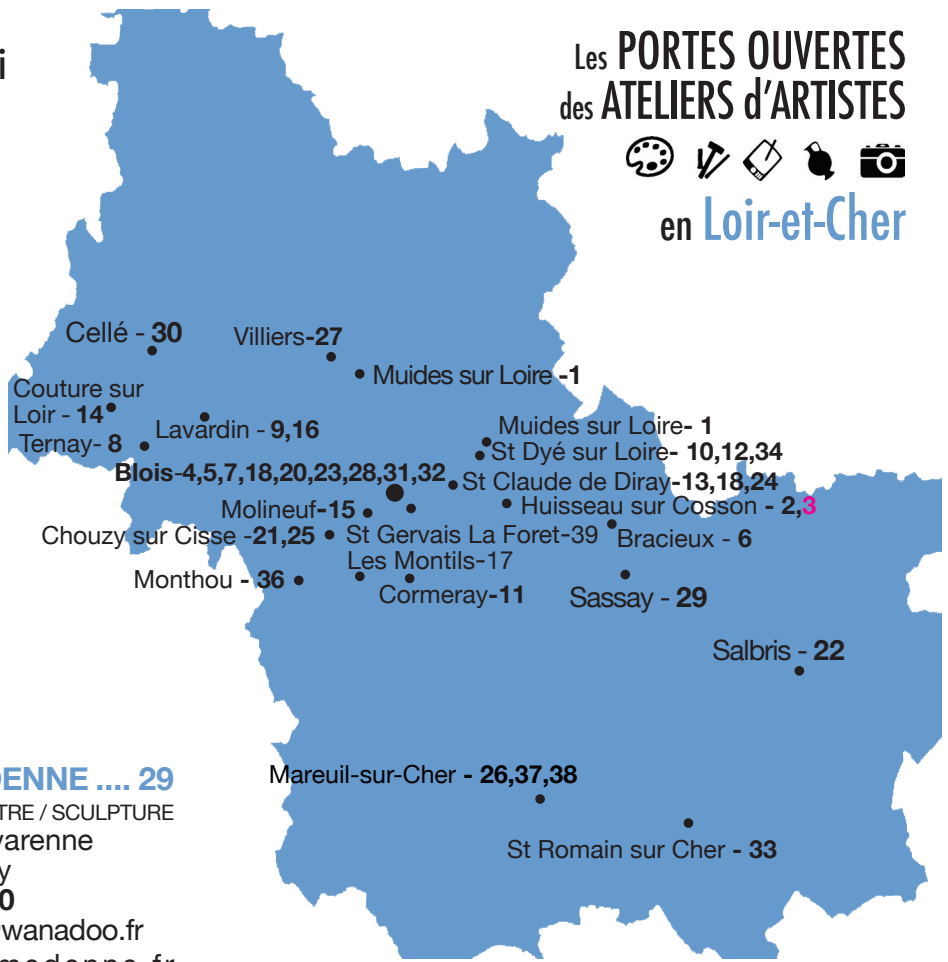 i
Les PORTES OUVERTES
des ATELIERS d'ARTISTES
en Loir-et-Cher
Cellé - 30
Villiers-27
Muides sur Loire -1
Couture sur
Loir - 14
Ternay- 8
Lavardin - 9,16
Muides sur Loire- 1
St Dyé sur Loire- 10,12,34
Blois-4,5,7,18,20,23,28,31,32
St Claude de Diray-13,18,24
Molineuf-15
Huisseau sur Cosson - 2,3
Chouzy sur Cisse -21,25
St Gervais La Foret-39
Bracieux - 6
Les Montils-17
Monthou - 36
Cormeray-11
Sassay - 29
Salbris - 22
Mareuil-sur-Cher - 26,37,38
St Romain sur Cher - 33
DENNE .... 29
TRE / SCULPTURE
varenne
y
0
@wanadoo.fr
medenne.fr